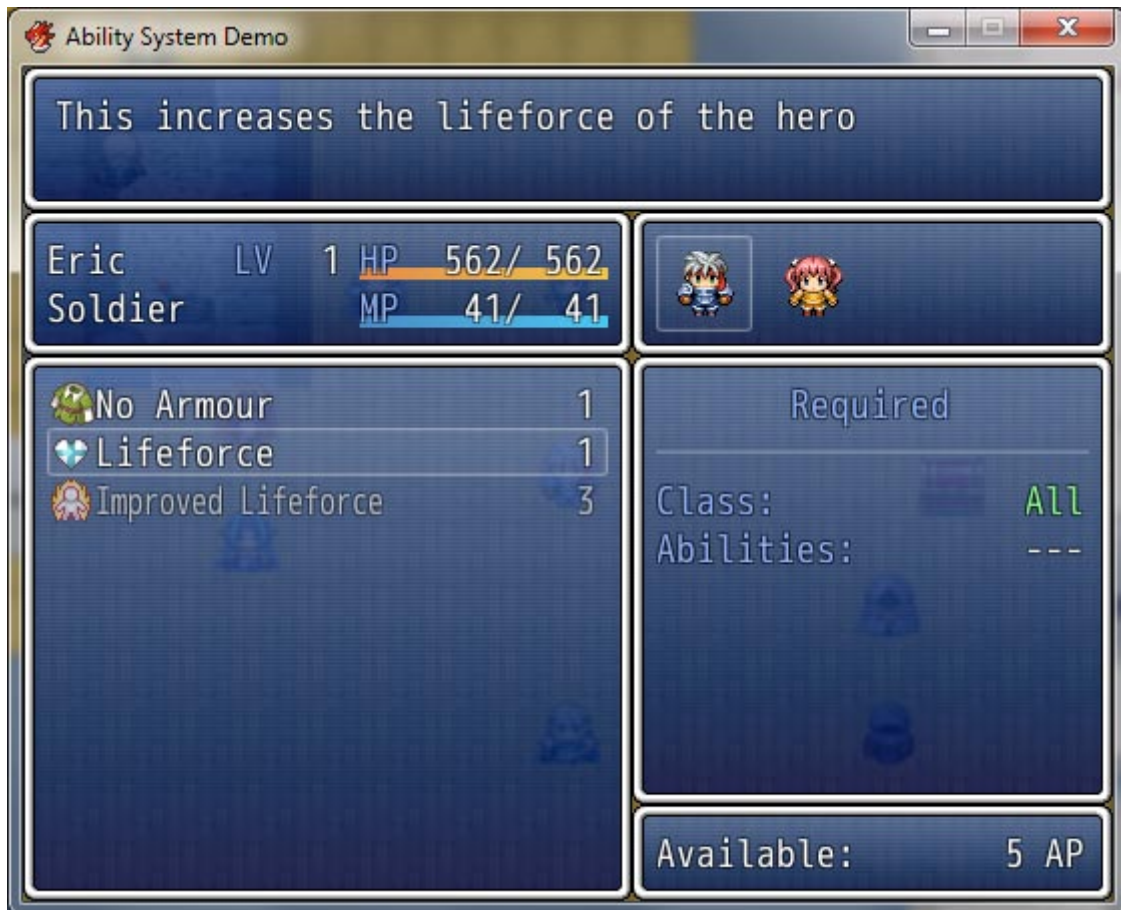 Ability System Demo
This increases the lifeforce of the hero
Eric LV 1 HP 562/ 562
Soldier MP 41/ 41
No Armour 1
Lifeforce 1
Improved Lifeforce 3
Required
Class: All
Abilities: ---
Available: 5 AP